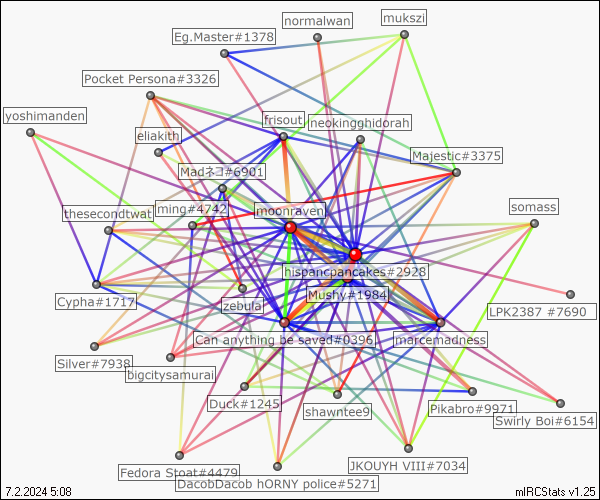 normalwan
mukszi
Eg.Master#1378
Pocket Persona#3326
yoshimanden
frisout
neokingghidorah
eliakith
Majestic#3375
Madネコ#6901
thesecondtwat
ming#4742
moonraven
somass
hispancpancakes#2928
Cypha#1717
zebula
Mushy#1984
LPK2387 #7690
Can anything be saved#0396
marcemadness
Silver#7938
bigcitysamurai
Duck#1245
shawntee9
Pikabro#9971
Swirly Boi#6154
Fedora Stoat#4479
JKOUYH VIII#7034
DacobDacob hORNY police#5271
7.2.2024 5:08
mIRCStats v1.25